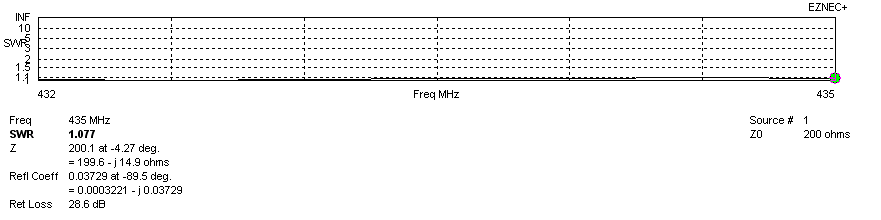 EZNEC+
INF
10
5
SWR
3
2
1.5
1.1
1
432
Freq MHz
435
Freq 435 MHz
Source # 1
SWR 1.077
Z0 200 ohms
Z 200.1 at -4.27 deg.
= 199.6 - j 14.9 ohms
Refl Coeff 0.03729 at -89.5 deg.
= 0.0003221 - j 0.03729
Ret Loss 28.6 dB